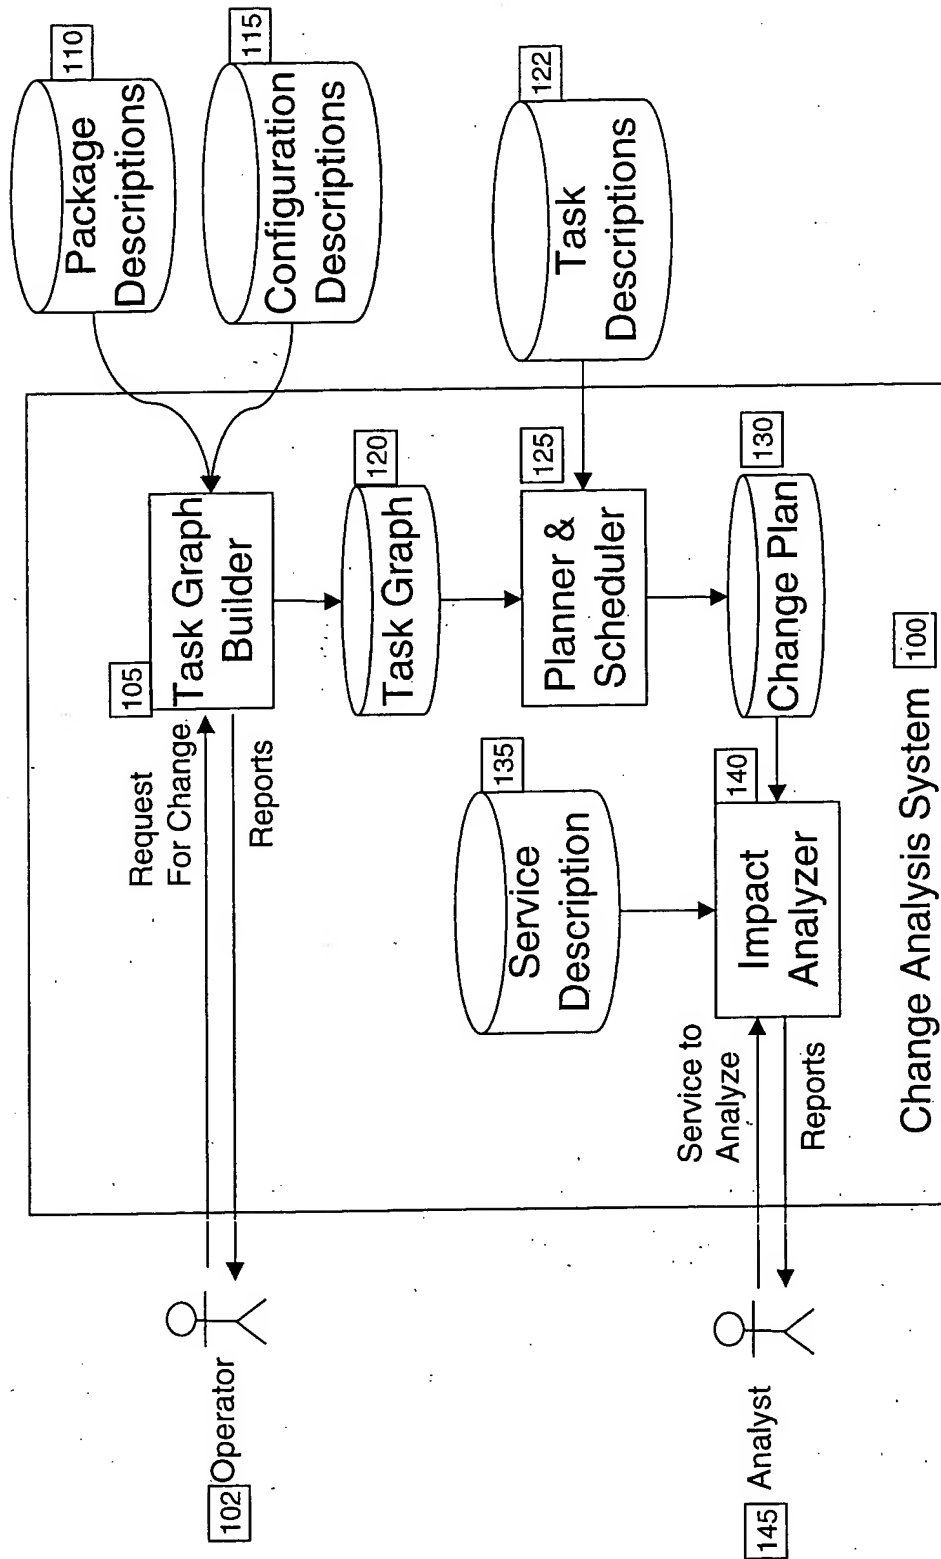 110
Package
Descriptions
115
Configuration
Descriptions
122
Task
Descriptions
105
Task Graph
Builder
Request
For Change
Reports
120
Task Graph
125
Planner &
Scheduler
130
Change Plan
135
Service
Description
140
Impact
Analyzer
Service to
Analyze
Reports
Change Analysis System 100
102 Operator
145 Analyst